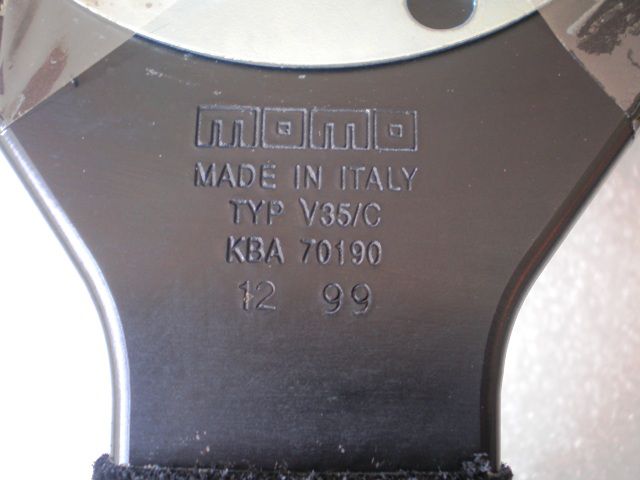 momo
MADE IN ITALY
TYP V35/C
KBA 70190
12 99